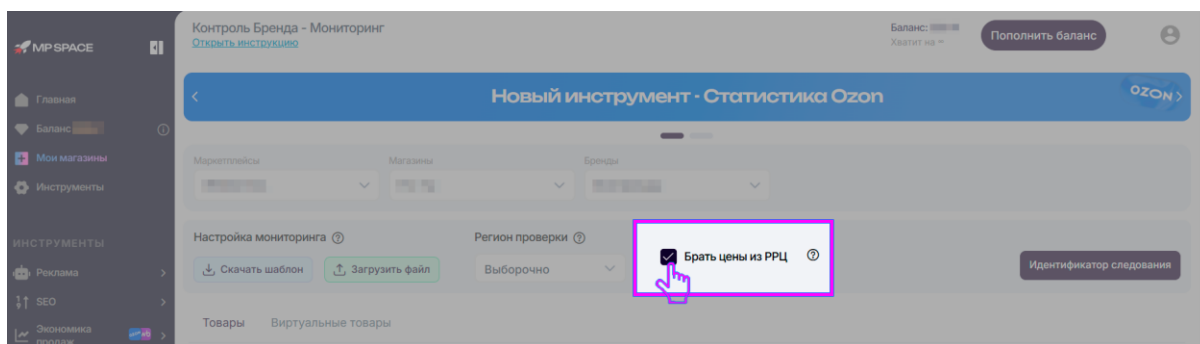 MP SPACE
Контроль Бренда - Мониторинг
Открыть инструкцию
Баланс:
Хватит на ~
Пополнить баланс
Главная
Баланс
Мои магазины
Инструменты
Новый инструмент - Статистика Ozon
OZON
Маркетплейсы
Магазины
Бренды
ИНСТРУМЕНТЫ
Реклама
SEO
Экономика
продаж
Настройка мониторинга
Скачать шаблон
Загрузить файл
Регион проверки
Выборочно
Брать цены из РРЦ
Идентификатор следования
Товары
Виртуальные товары